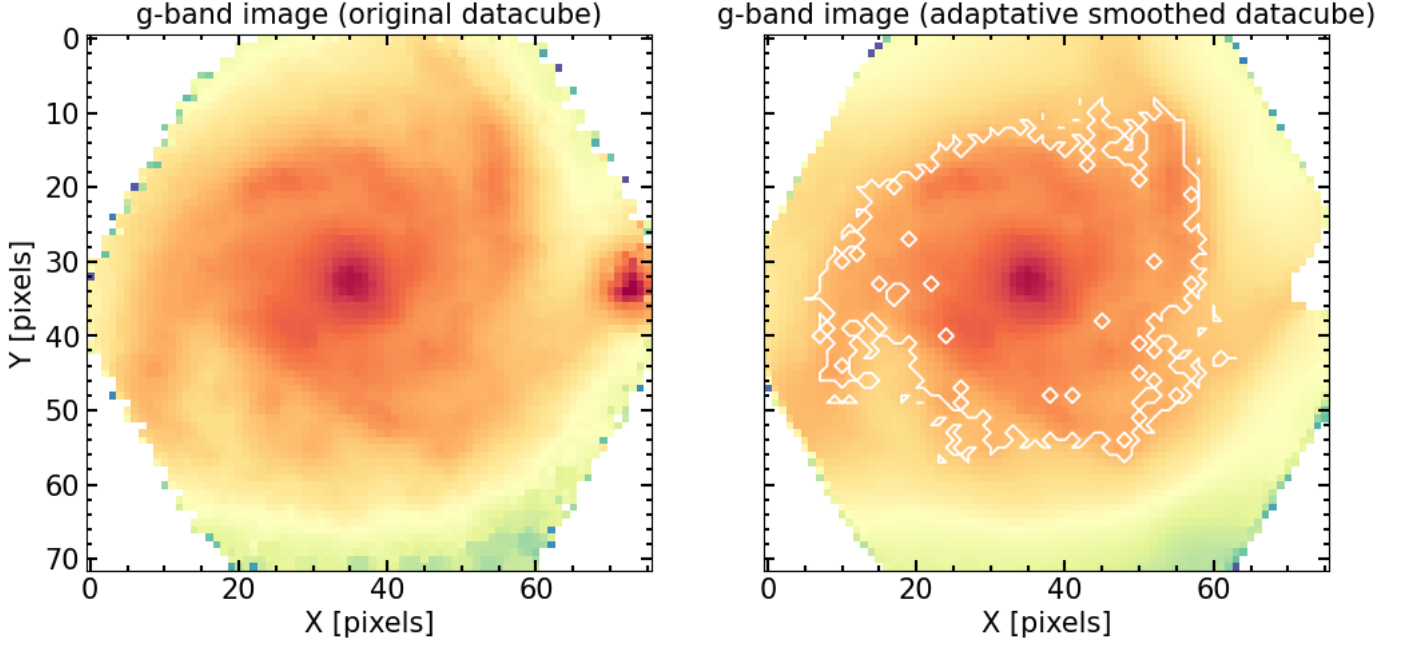 g-band image (original datacube)
g-band image (adaptative smoothed datacube)
Y [pixels]
0
10
20
30
40
50
60
70
0 20 40 60
0 20 40 60
X [pixels]
X [pixels]